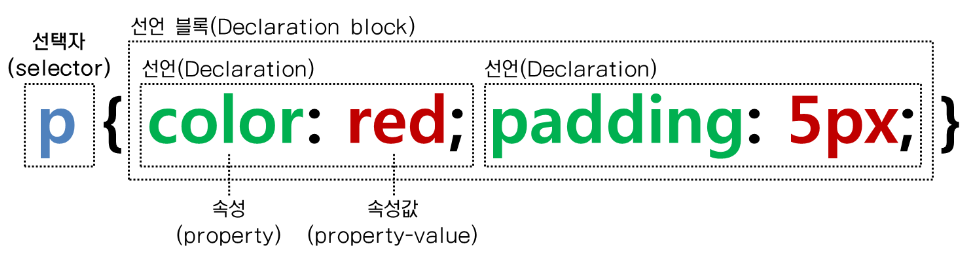 선언 블록(Declaration block)
선택자
(selector)
선언(Declaration) 선언(Declaration)
p { color: red; padding: 5px; }
속성 속성값
(property) (property-value)